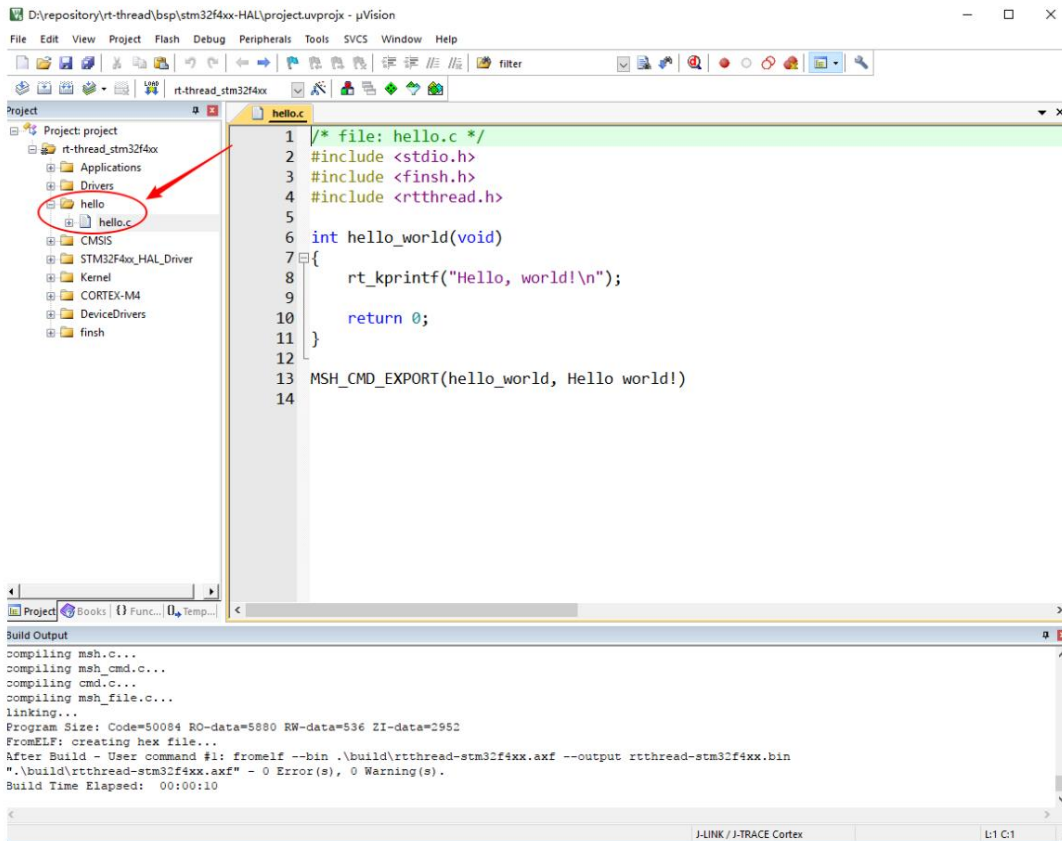 D:\repository\rt-thread\bsp\stm32f4xx-HAL\project.uvprojx - µVision
File Edit View Project Flash Debug Peripherals Tools SVCS Window Help
filter
LOAD rt-thread_stm32f4xx
Project
hello.c
Project: project
rt-thread_stm32f4xx
Applications
Drivers
hello
hello.c
CMSIS
STM32F4xx_HAL_Driver
Kernel
CORTEX-M4
DeviceDrivers
finsh
1 /* file: hello.c */
2 #include <stdio.h>
3 #include <finsh.h>
4 #include <rtthread.h>
5
6 int hello_world(void)
7 {
8 rt_kprintf("Hello, world!\n");
9
10 return 0;
11 }
12
13 MSH_CMD_EXPORT(hello_world, Hello world!)
14
Project Books {} Func... 0 Temp...
Build Output
compiling msh.c...
compiling msh_cmd.c...
compiling cmd.c...
compiling msh_file.c...
linking...
Program Size: Code=50084 RO-data=5880 RW-data=536 ZI-data=2952
FromELF: creating hex file...
After Build - User command #1: fromelf --bin .\build\rtthread-stm32f4xx.axf --output rtthread-stm32f4xx.bin
".\build\rtthread-stm32f4xx.axf" - 0 Error(s), 0 Warning(s).
Build Time Elapsed: 00:00:10
J-LINK / J-TRACE Cortex L:1 C:1